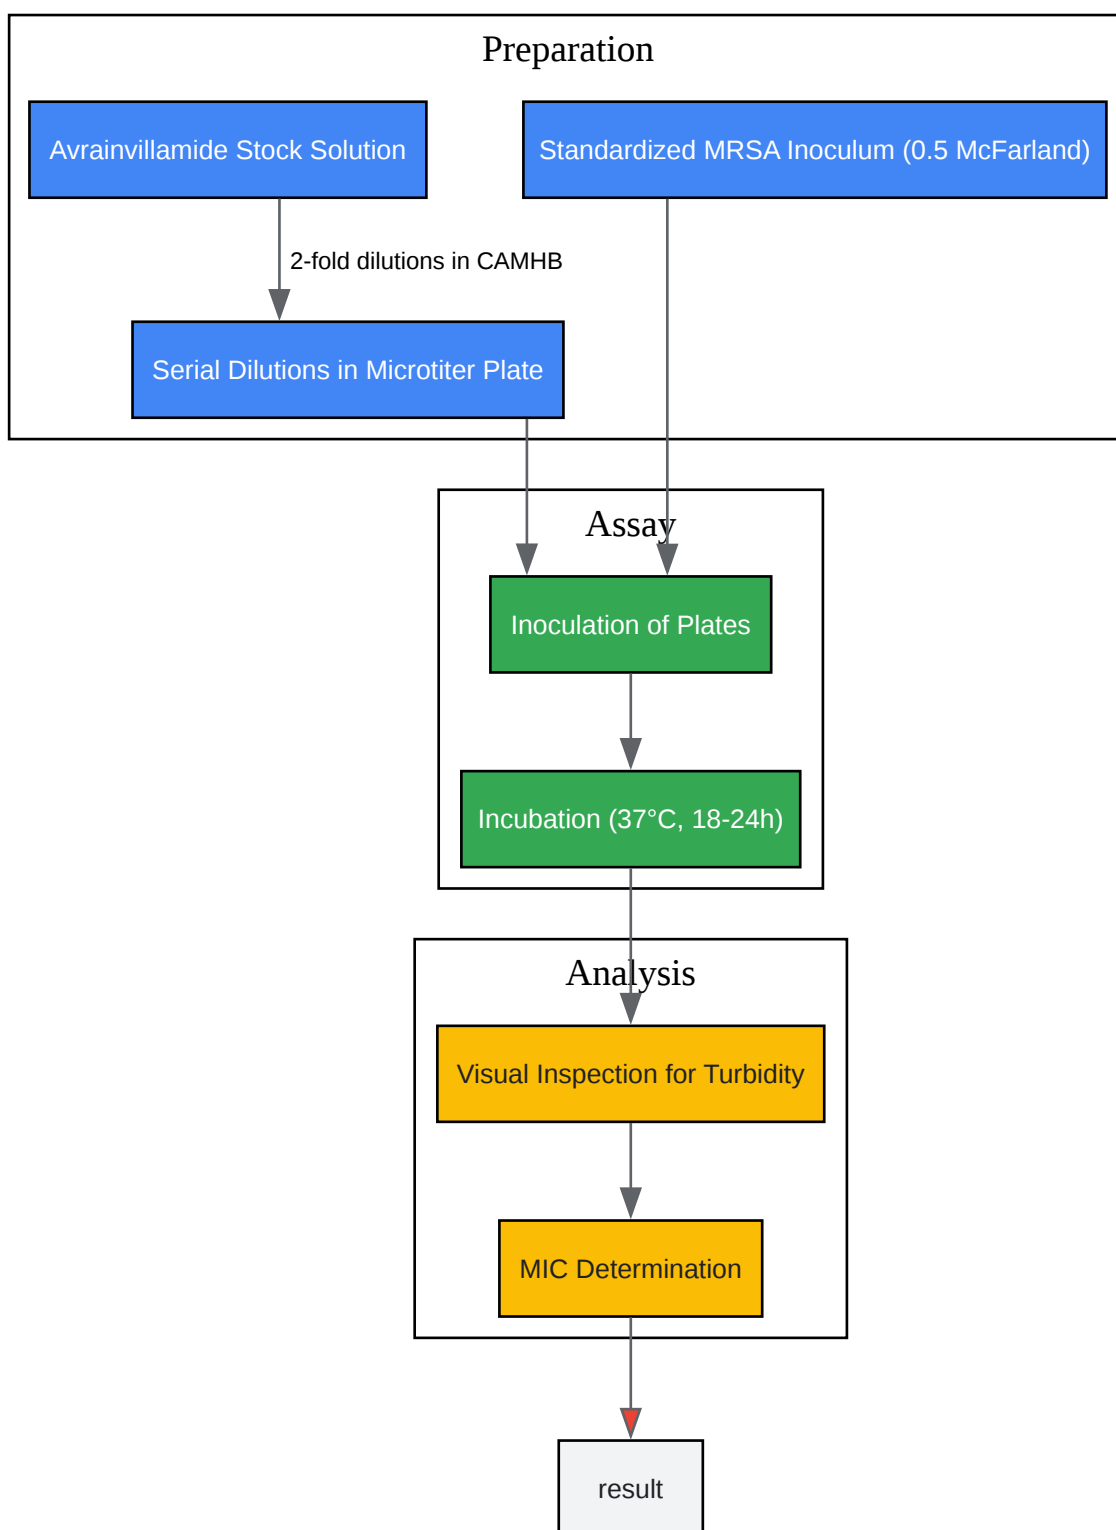 Preparation
Avrainvillamide Stock Solution
Standardized MRSA Inoculum (0.5 McFarland)
2-fold dilutions in CAMHB
Serial Dilutions in Microtiter Plate
Assay
Inoculation of Plates
Incubation (37°C, 18-24h)
Analysis
Visual Inspection for Turbidity
MIC Determination
result